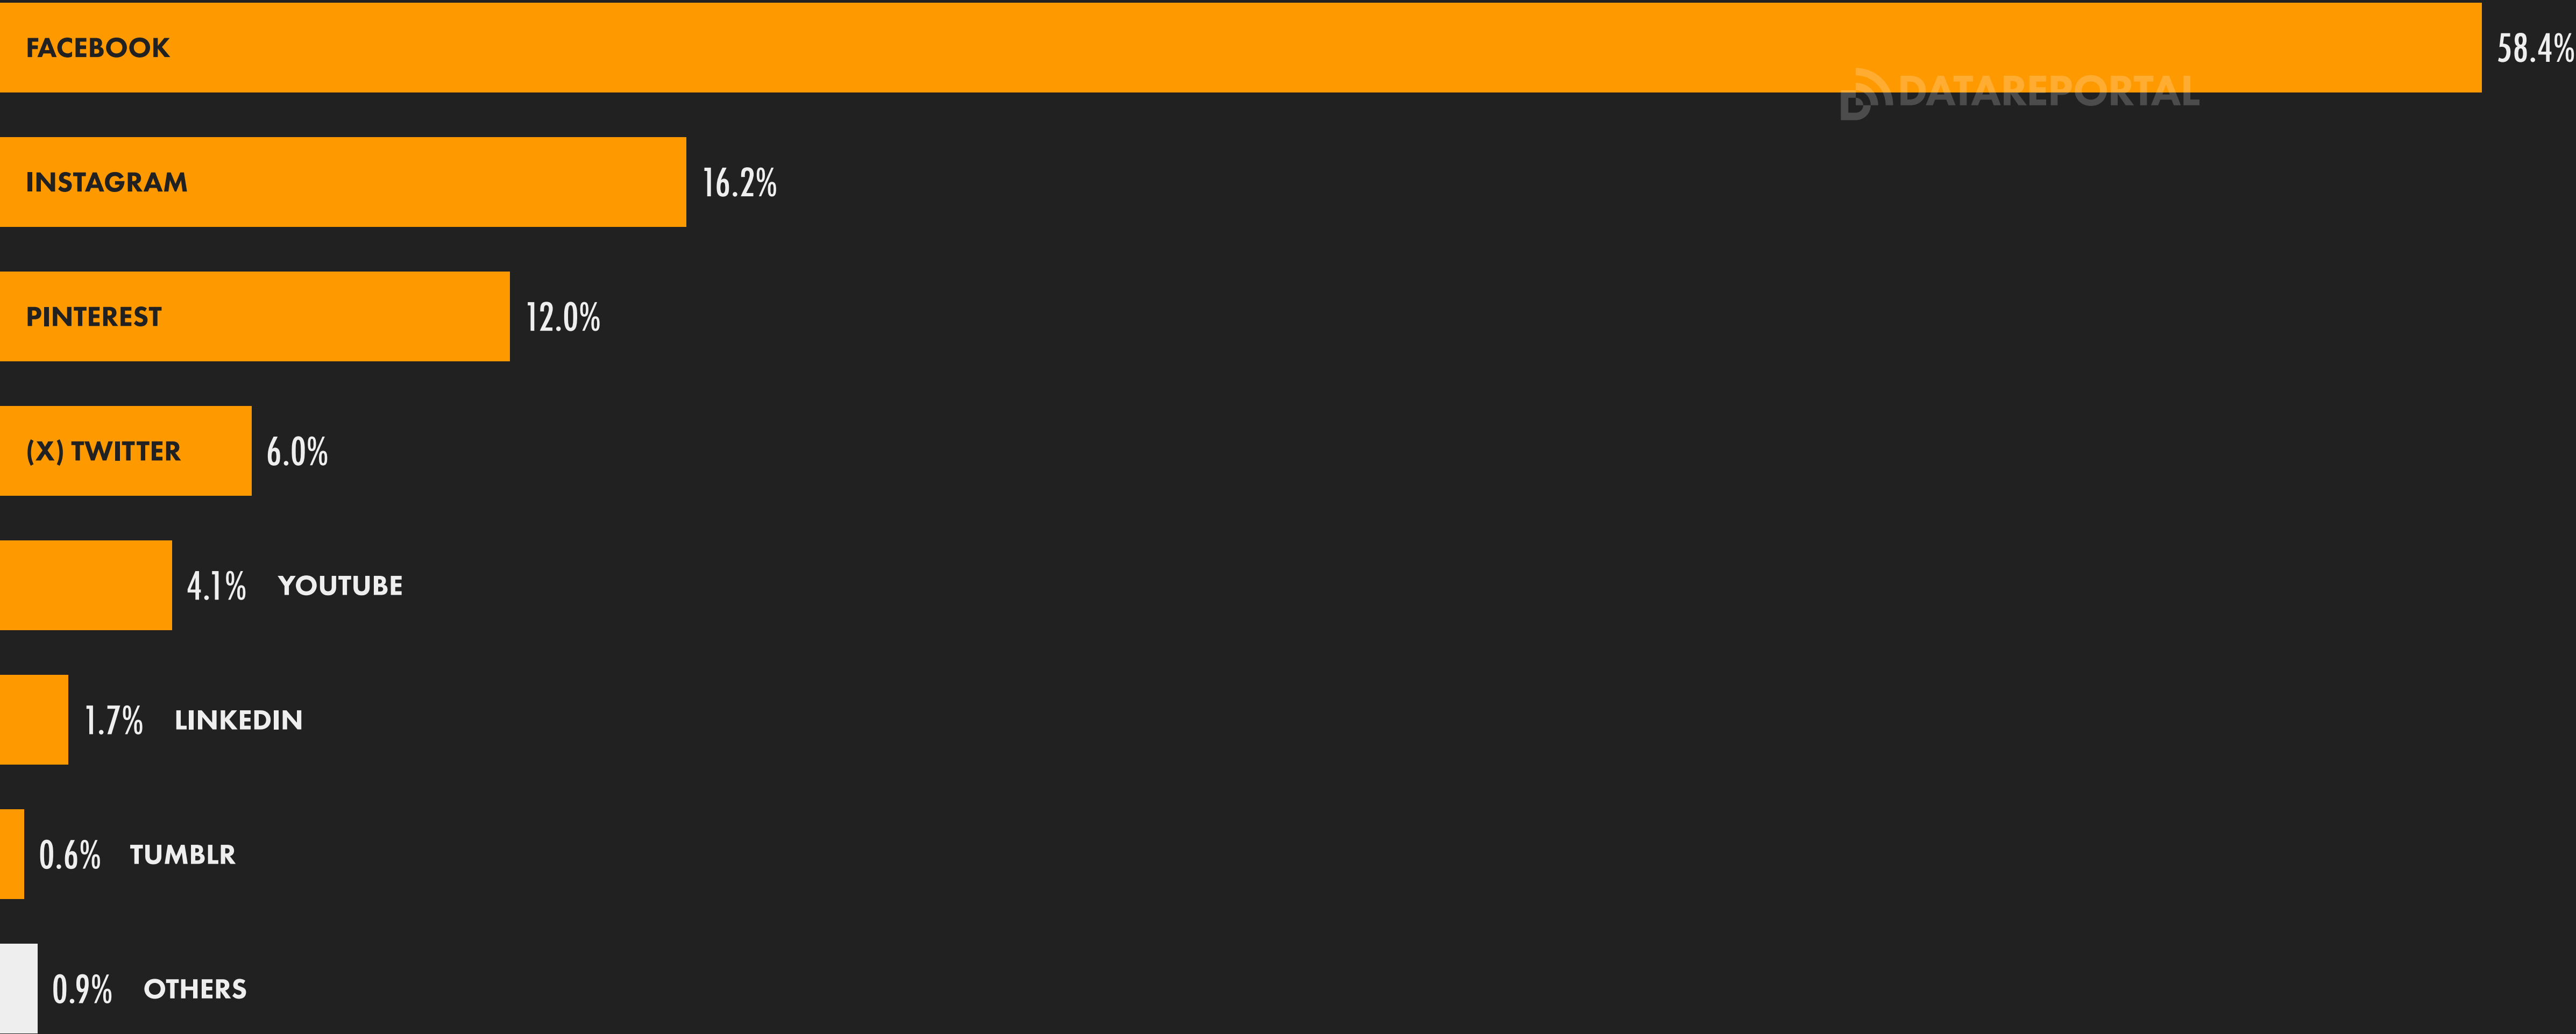 FACEBOOK 58.4%
DATAREPORTAL
INSTAGRAM 16.2%
PINTEREST 12.0%
(X) TWITTER 6.0%
4.1% YOUTUBE
1.7% LINKEDIN
0.6% TUMBLR
0.9% OTHERS